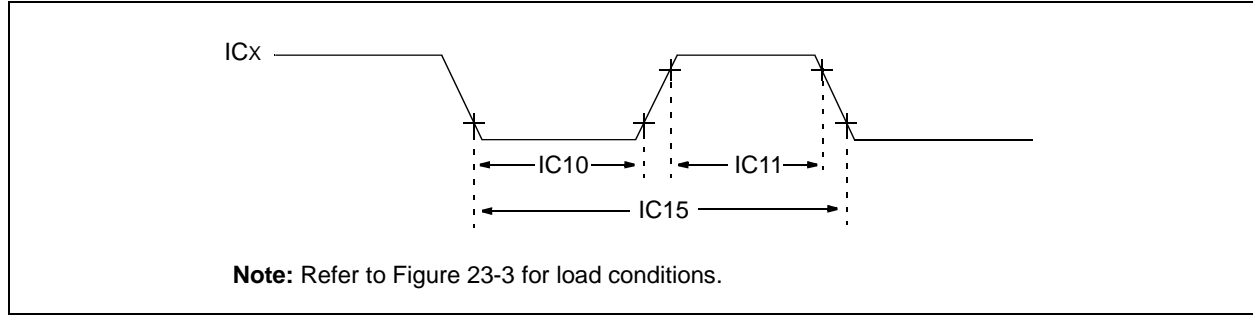 ICX
IC10
IC11
IC15
Note: Refer to Figure 23-3 for load conditions.